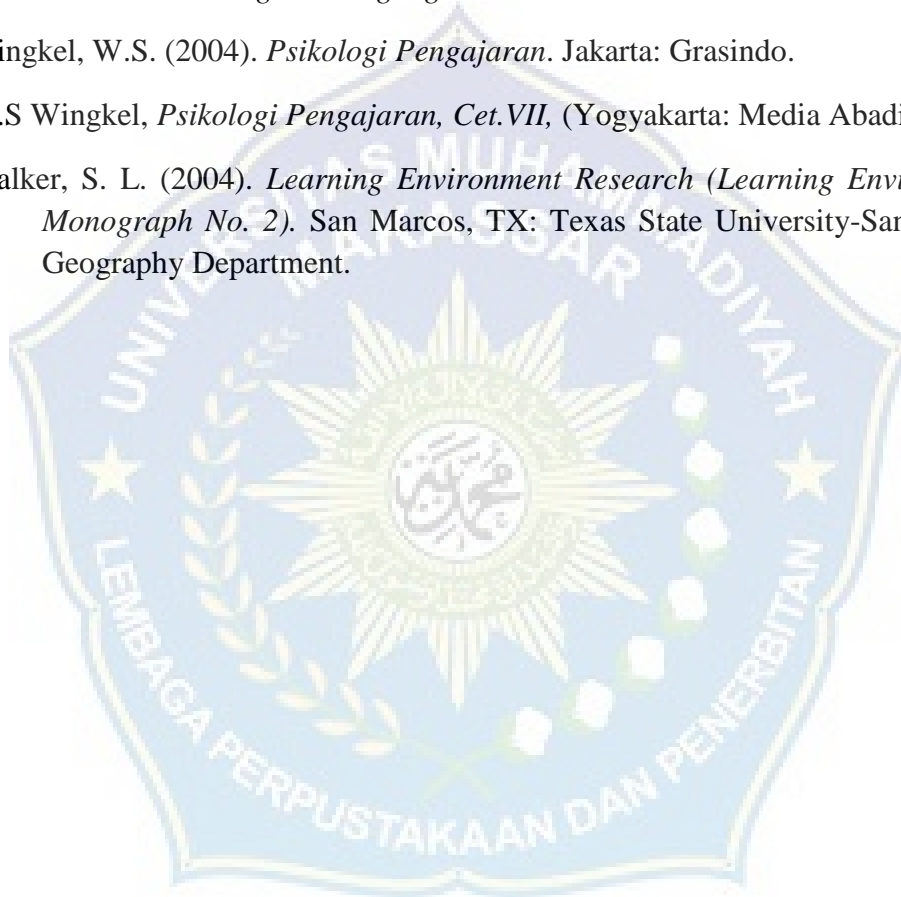 ingkel, W.S. (2004). Psikologi Pengajaran. Jakarta: Grasindo.
.S Wingkel, Psikologi Pengajaran, Cet.VII, (Yogyakarta: Media Abadi
alker, S. L. (2004). Learning Environment Research (Learning Envi
Monograph No. 2). San Marcos, TX: Texas State University-San
Geography Department.
UNIVERSITAS MUHAMMADIYAH
MAKASSAR
LEMBAGA PERPUSTAKAAN DAN PENERBITAN